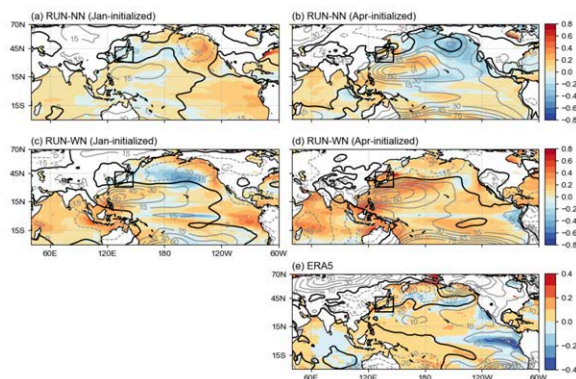 (a) RUN-NN (Jan-initialized)
(b) RUN-NN (Apr-initialized)
70N
45N
15N
15S
0.8
0.6
0.4
0.2
0.0
−0.2
−0.4
−0.6
−0.8
(c) RUN-WN (Jan-initialized)
(d) RUN-WN (Apr-initialized)
70N
45N
15N
15S
60E
120E
180
120W
60W
0.8
0.6
0.4
0.2
0.0
−0.2
−0.4
−0.6
−0.8
(e) ERA5
70N
45N
15N
15S
60E
120E
180
120W
60W
0.4
0.2
0.0
−0.2
−0.4